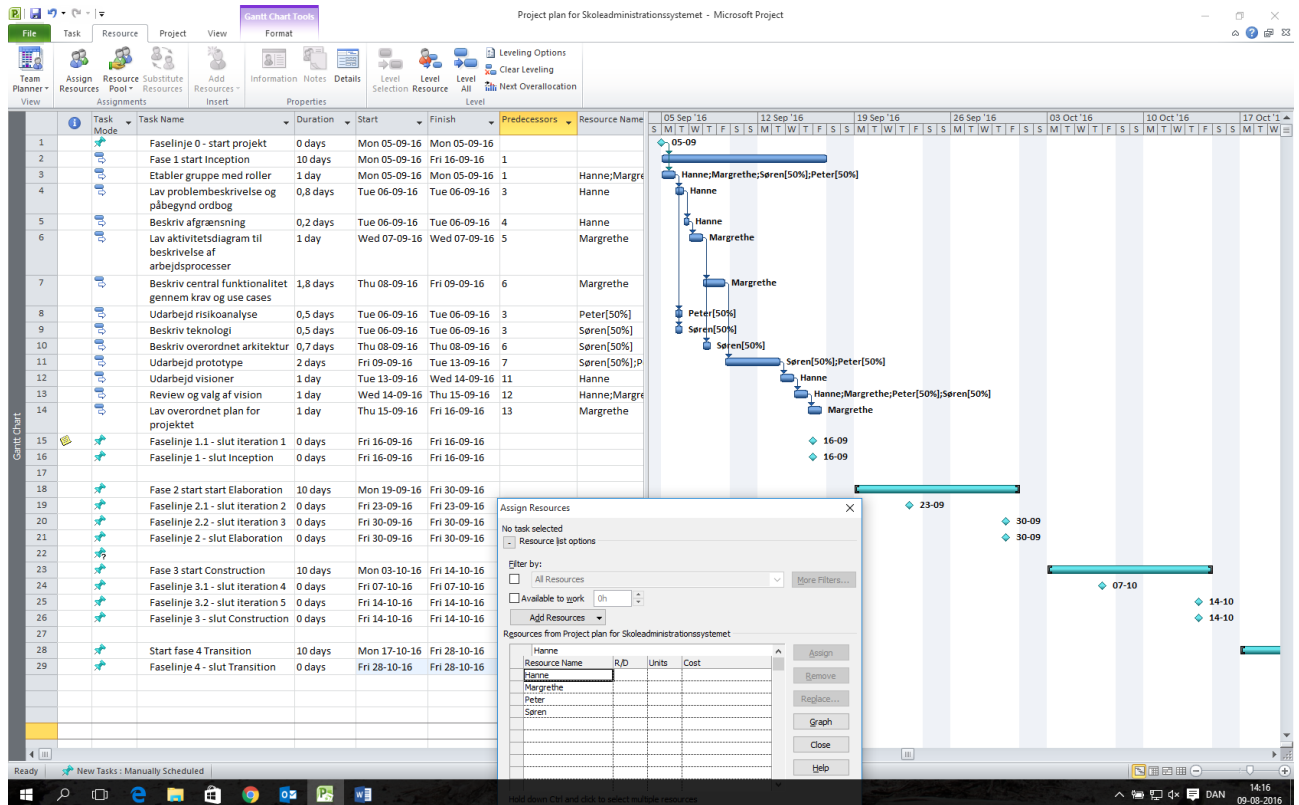 Gantt Chart Tools
Project plan for Skoleadministrationssystemet - Microsoft Project
File Task Resource Project View Format
Team Planner
Assign Resources
Resource Pool
Substitute Resources
Add Resources
Information Notes Details
Level Selection
Level Resource
Level All
Leveling Options
Clear Leveling
Next Overallocation
View Assignments Insert Properties Level
Task Mode Task Name Duration Start Finish Predecessors Resource Name
05 Sep '16 12 Sep '16 19 Sep '16 26 Sep '16 03 Oct '16 10 Oct '16 17 Oct '1
S M T W T F S S M T W T F S S M T W T F S S M T W T F S S M T W T F S S M T W T F S S M T W
1 Faselinje 0 - start projekt 0 days Mon 05-09-16 Mon 05-09-16 05-09
2 Fase 1 start Inception 10 days Mon 05-09-16 Fri 16-09-16 1
3 Etabler gruppe med roller 1 day Mon 05-09-16 Mon 05-09-16 1 Hanne;Margre Hanne;Margrethe;Søren[50%];Peter[50%]
4 Lav problembeskrivelse og 0,8 days Tue 06-09-16 Tue 06-09-16 3 Hanne Hanne
påbegynd ordbog
5 Beskriv afgrænsning 0,2 days Tue 06-09-16 Tue 06-09-16 4 Hanne Hanne
6 Lav aktivitetsdiagram til 1 day Wed 07-09-16 Wed 07-09-16 5 Margrethe Margrethe
beskrivelse af
arbejdsprocesser
7 Beskriv central funktionalitet 1,8 days Thu 08-09-16 Fri 09-09-16 6 Margrethe Margrethe
gennem krav og use cases
8 Udarbejd risikoanalyse 0,5 days Tue 06-09-16 Tue 06-09-16 3 Peter[50%] Peter[50%]
9 Beskriv teknologi 0,5 days Tue 06-09-16 Tue 06-09-16 3 Søren[50%] Søren[50%]
10 Beskriv overordnet arkitektur 0,7 days Thu 08-09-16 Thu 08-09-16 6 Søren[50%] Søren[50%]
11 Udarbejd prototype 2 days Fri 09-09-16 Tue 13-09-16 7 Søren[50%];P Søren[50%];Peter[50%]
12 Udarbejd visioner 1 day Tue 13-09-16 Wed 14-09-16 11 Hanne Hanne
13 Review og valg af vision 1 day Wed 14-09-16 Thu 15-09-16 12 Hanne;Margre Hanne;Margrethe;Peter[50%];Søren[50%]
14 Lav overordnet plan for 1 day Thu 15-09-16 Fri 16-09-16 13 Margrethe Margrethe
projektet
15 Faselinje 1.1 - slut iteration 1 0 days Fri 16-09-16 Fri 16-09-16 16-09
16 Faselinje 1 - slut Inception 0 days Fri 16-09-16 Fri 16-09-16 16-09
17
18 Fase 2 start start Elaboration 10 days Mon 19-09-16 Fri 30-09-16
19 Faselinje 2.1 - slut iteration 2 0 days Fri 23-09-16 Fri 23-09-16 23-09
20 Faselinje 2.2 - slut iteration 3 0 days Fri 30-09-16 Fri 30-09-16 30-09
21 Faselinje 2 - slut Elaboration 0 days Fri 30-09-16 Fri 30-09-16 30-09
22 ?
23 Fase 3 start Construction 10 days Mon 03-10-16 Fri 14-10-16
24 Faselinje 3.1 - slut iteration 4 0 days Fri 07-10-16 Fri 07-10-16 07-10
25 Faselinje 3.2 - slut iteration 5 0 days Fri 14-10-16 Fri 14-10-16 14-10
26 Faselinje 3 - slut Construction 0 days Fri 14-10-16 Fri 14-10-16 14-10
27
28 Start fase 4 Transition 10 days Mon 17-10-16 Fri 28-10-16
29 Faselinje 4 - slut Transition 0 days Fri 28-10-16 Fri 28-10-16
Gantt Chart
Assign Resources
No task selected
- Resource list options
Filter by:
All Resources More Filters...
Available to work 0h
Add Resources
Resources from Project plan for Skoleadministrationssystemet
Hanne
Resource Name R/D Units Cost
Hanne
Margrethe
Peter
Søren
Assign
Remove
Replace...
Graph
Close
Help
Hold down Ctrl and click to select multiple resources
Ready New Tasks : Manually Scheduled
DAN
14:16
09-08-2016